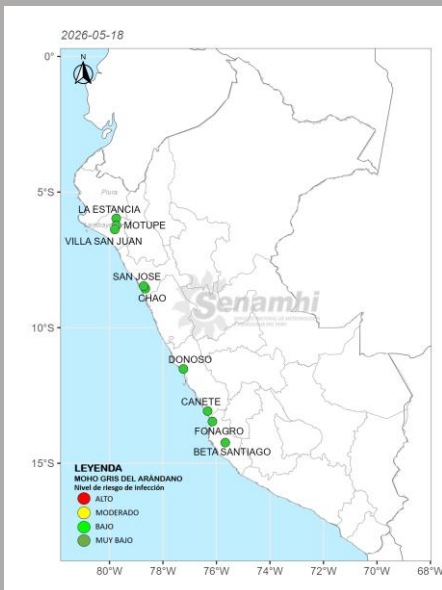 2026-05-18
N
0°
5°S
10°S
15°S
Piura
LA ESTANCIA
MOTUPE
VILLA SAN JUAN
SAN JOSE
CHAO
Senamhi
DONOSO
CANETE
FONAGRO
BETA SANTIAGO
LEYENDA
MOHO GRIS DEL ARÁNDANO
Nivel de riesgo de infección
ALTO
MODERADO
BAJO
MUY BAJO
80°W 78°W 76°W 74°W 72°W 70°W 68°W